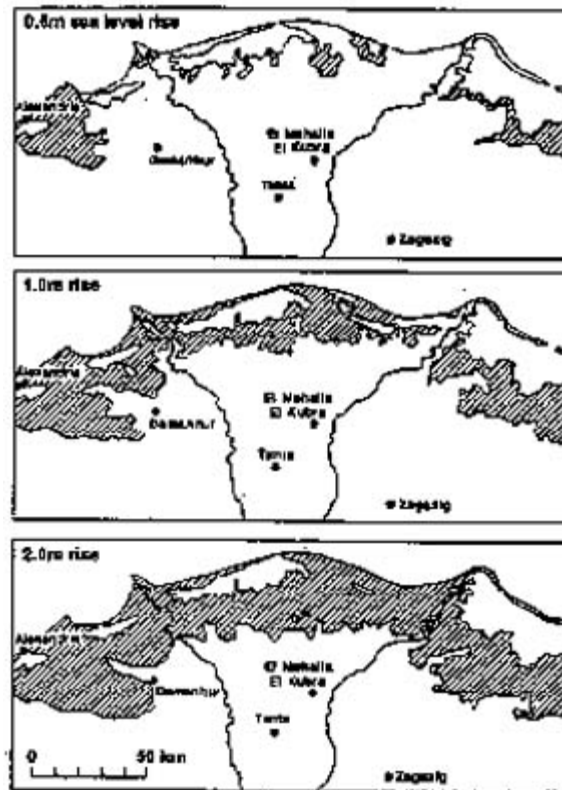 0.5m sea level rise
Alexandria
El Mahalla
El Kubra
Tanta
Zagazig
1.0m rise
Alexandria
El Mahalla
El Kubra
Damanhur
Tanta
Zagazig
2.0m rise
Alexandria
El Mahalla
El Kubra
Damanhur
Tanta
0 50 km
Zagazig